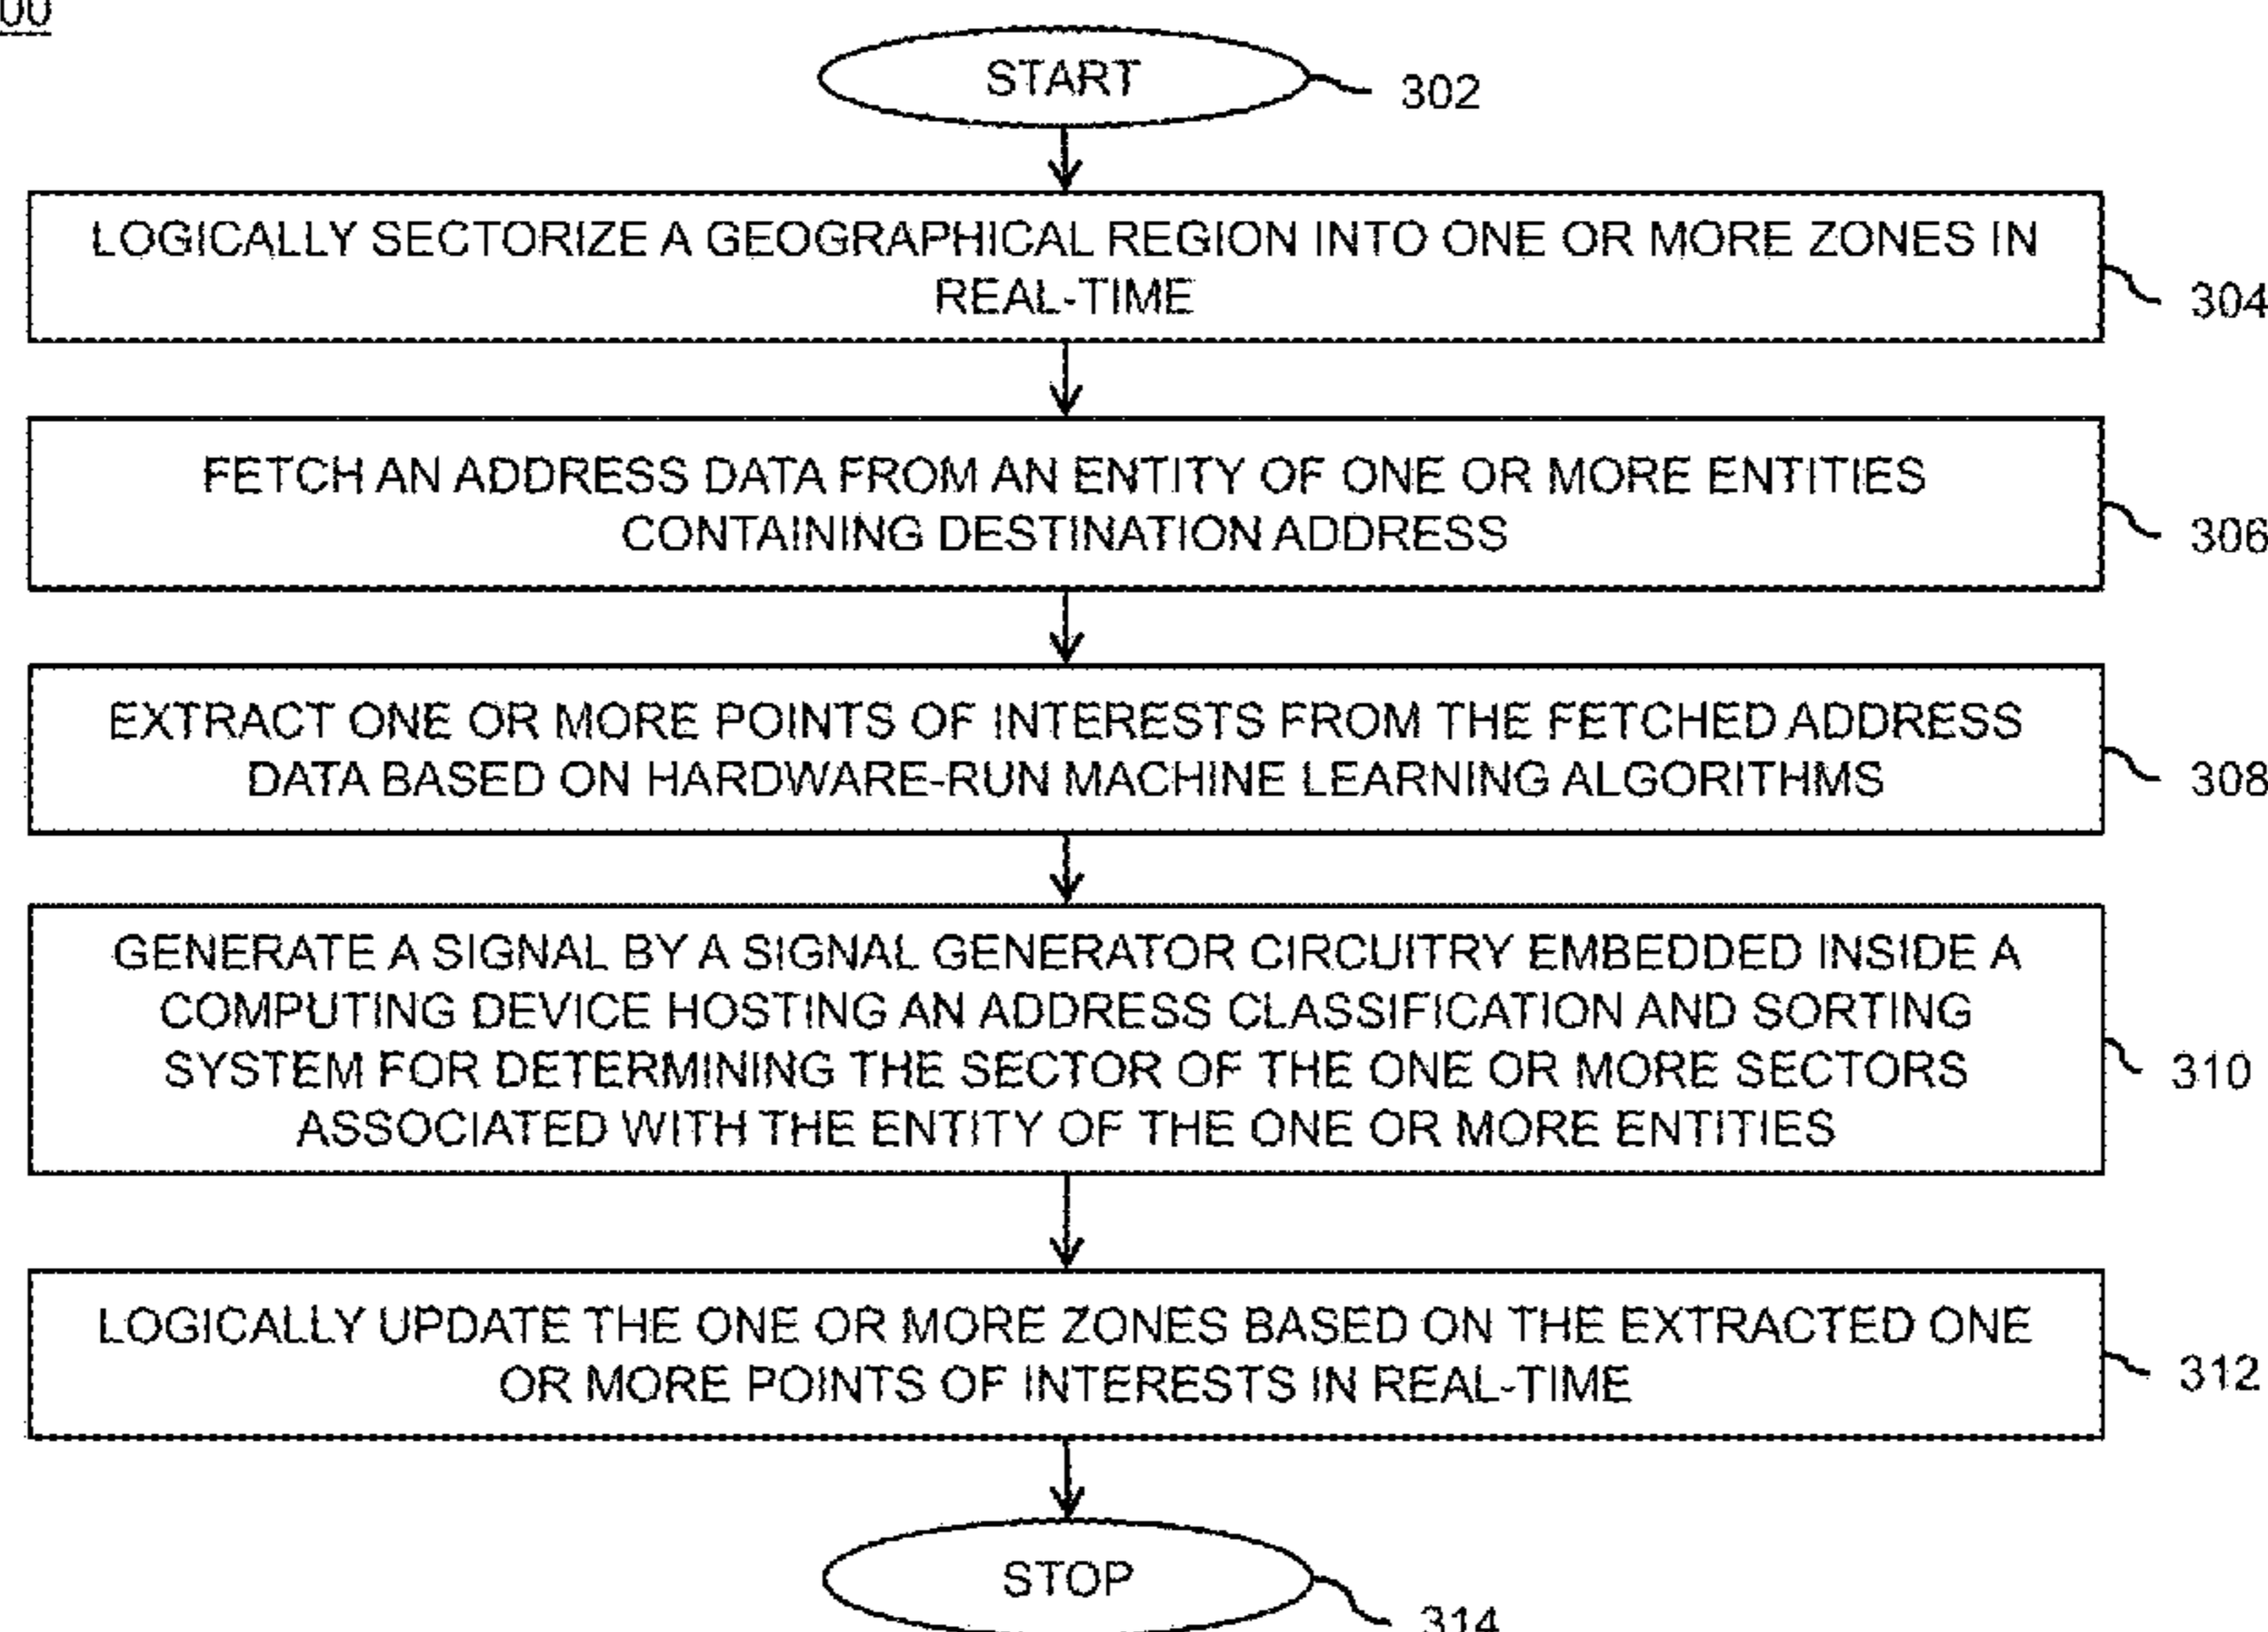 00
START
302
LOGICALLY SECTORIZE A GEOGRAPHICAL REGION INTO ONE OR MORE ZONES IN
REAL-TIME
304
FETCH AN ADDRESS DATA FROM AN ENTITY OF ONE OR MORE ENTITIES
CONTAINING DESTINATION ADDRESS
306
EXTRACT ONE OR MORE POINTS OF INTERESTS FROM THE FETCHED ADDRESS
DATA BASED ON HARDWARE-RUN MACHINE LEARNING ALGORITHMS
308
GENERATE A SIGNAL BY A SIGNAL GENERATOR CIRCUITRY EMBEDDED INSIDE A
COMPUTING DEVICE HOSTING AN ADDRESS CLASSIFICATION AND SORTING
SYSTEM FOR DETERMINING THE SECTOR OF THE ONE OR MORE SECTORS
ASSOCIATED WITH THE ENTITY OF THE ONE OR MORE ENTITIES
310
LOGICALLY UPDATE THE ONE OR MORE ZONES BASED ON THE EXTRACTED ONE
OR MORE POINTS OF INTERESTS IN REAL-TIME
312
STOP
314